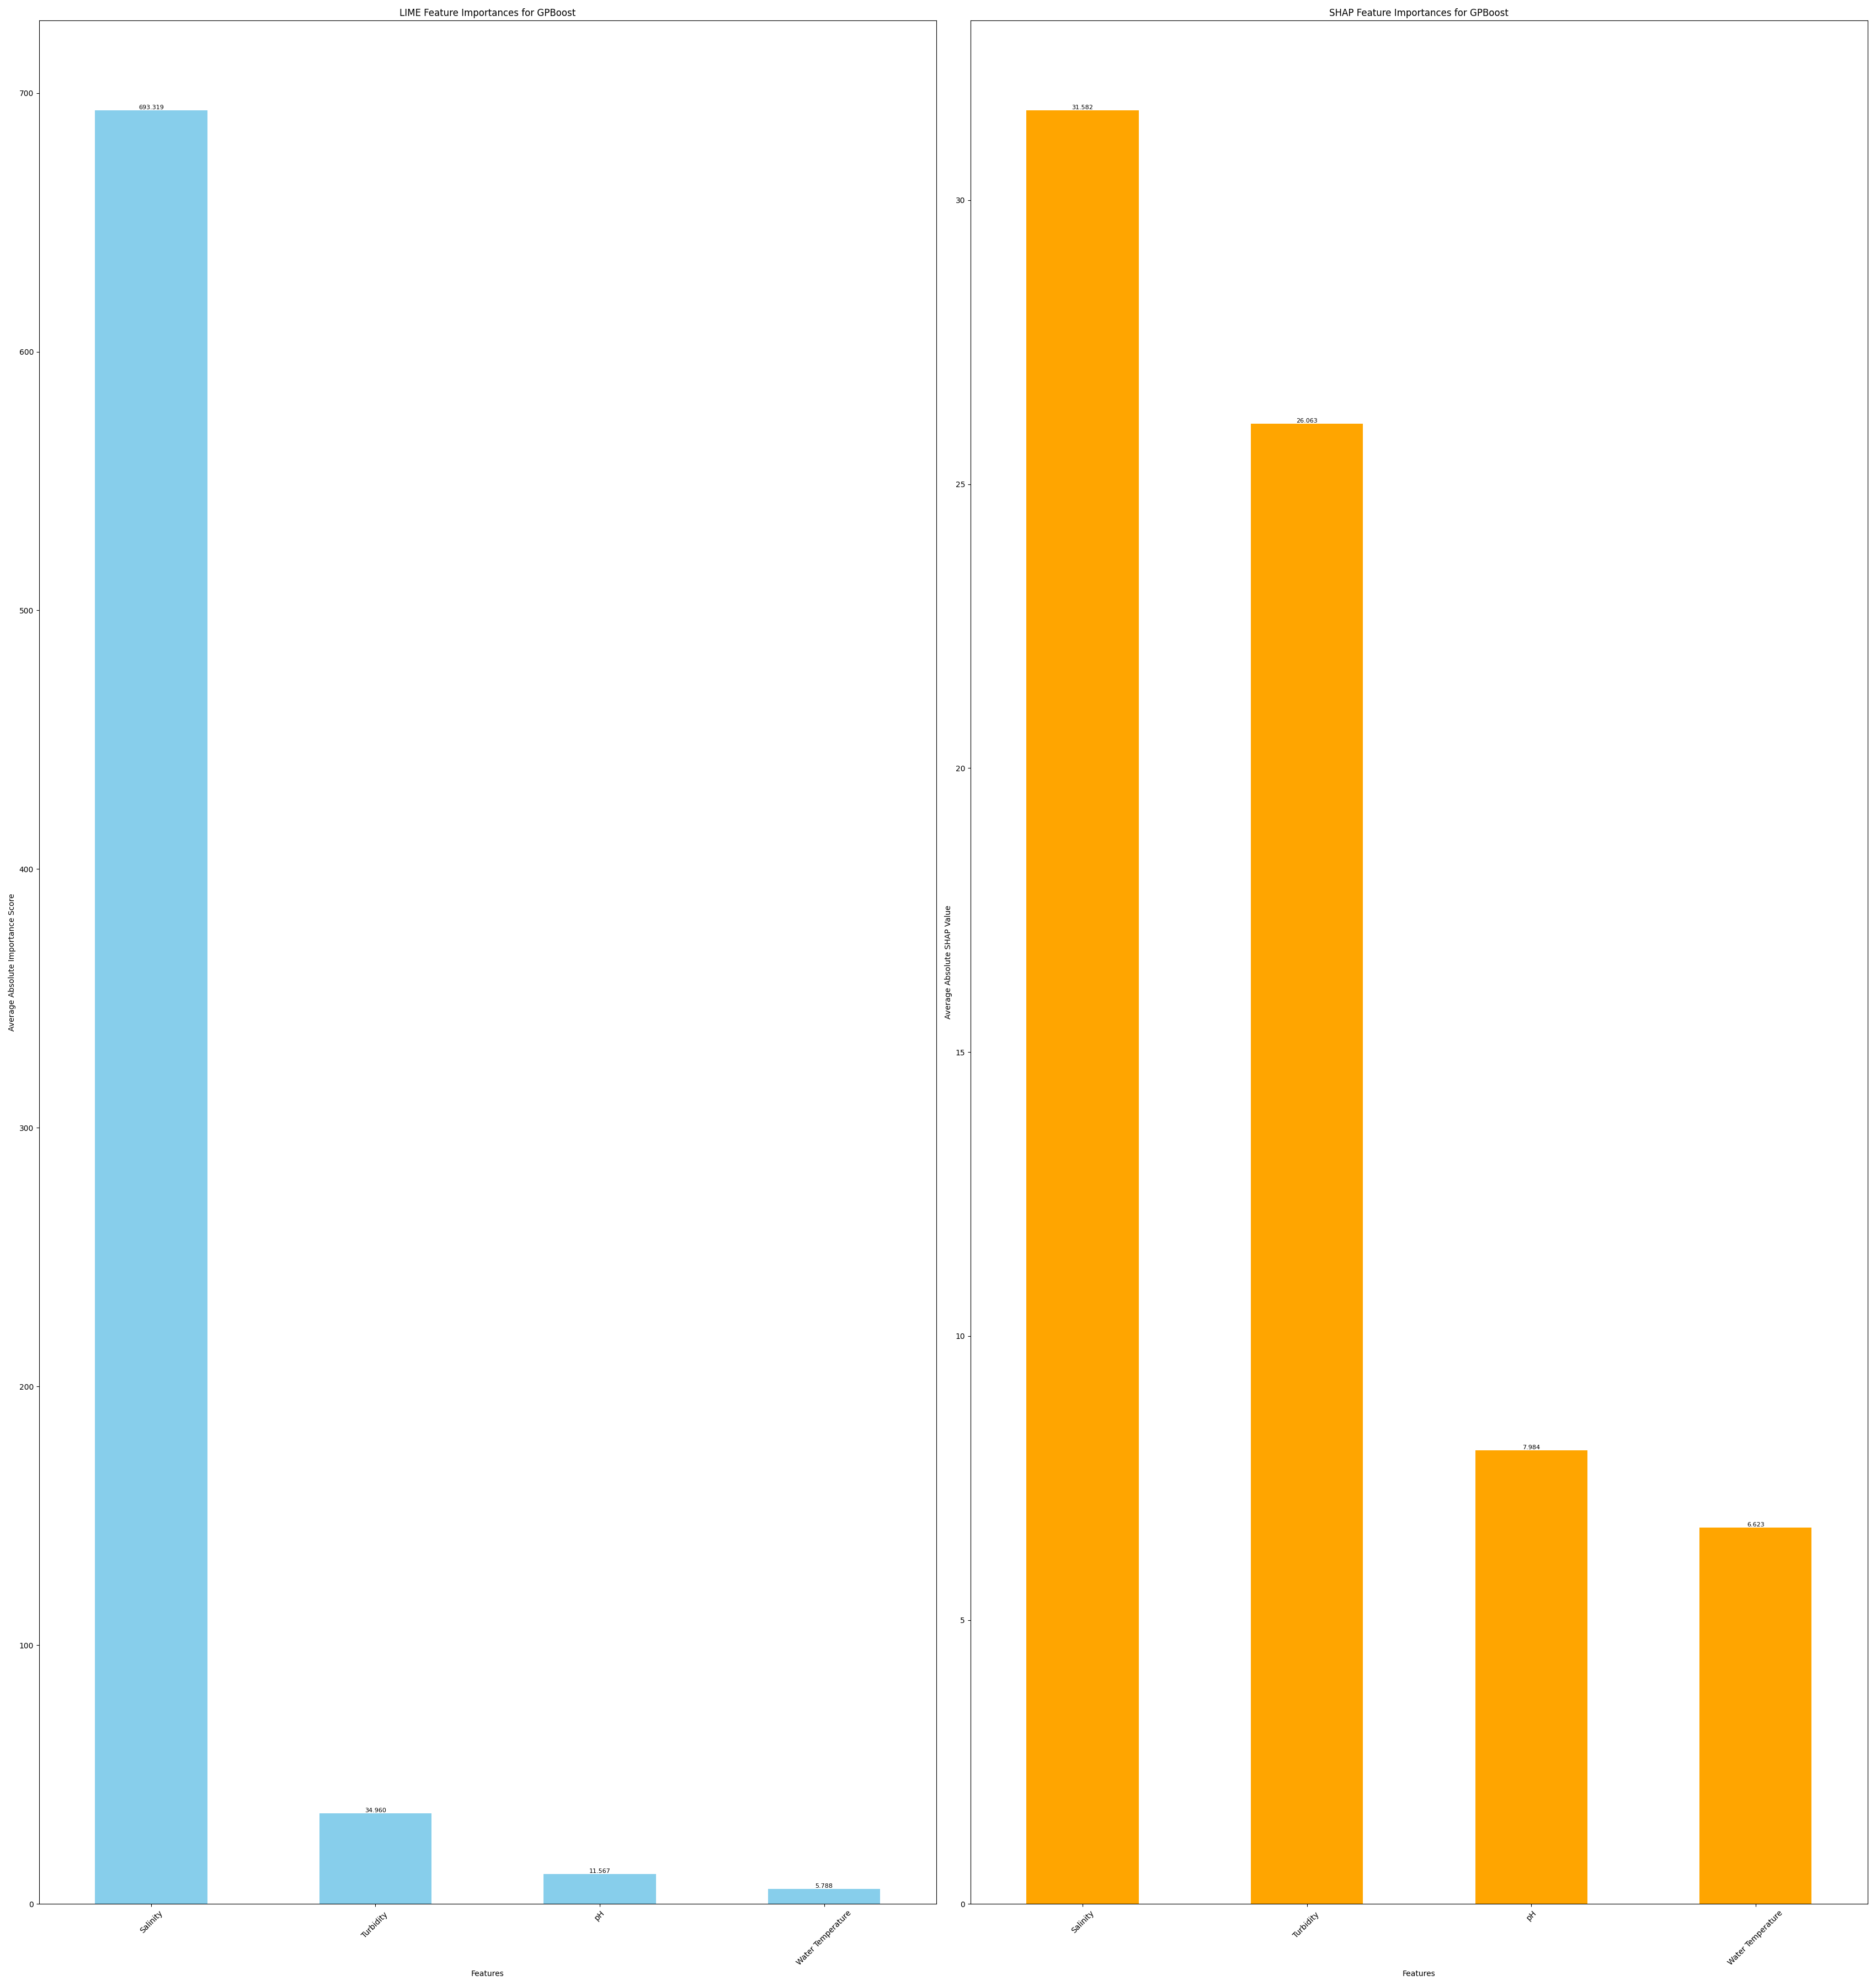 LIME Feature Importances for GPBoost
Average Absolute Importance Score
700
600
500
400
300
200
100
0
693.319
34.960
11.567
5.788
Salinity
Turbidity
pH
Water Temperature
Features
SHAP Feature Importances for GPBoost
Average Absolute SHAP Value
30
25
20
15
10
5
0
31.582
26.063
7.984
6.623
Salinity
Turbidity
pH
Water Temperature
Features